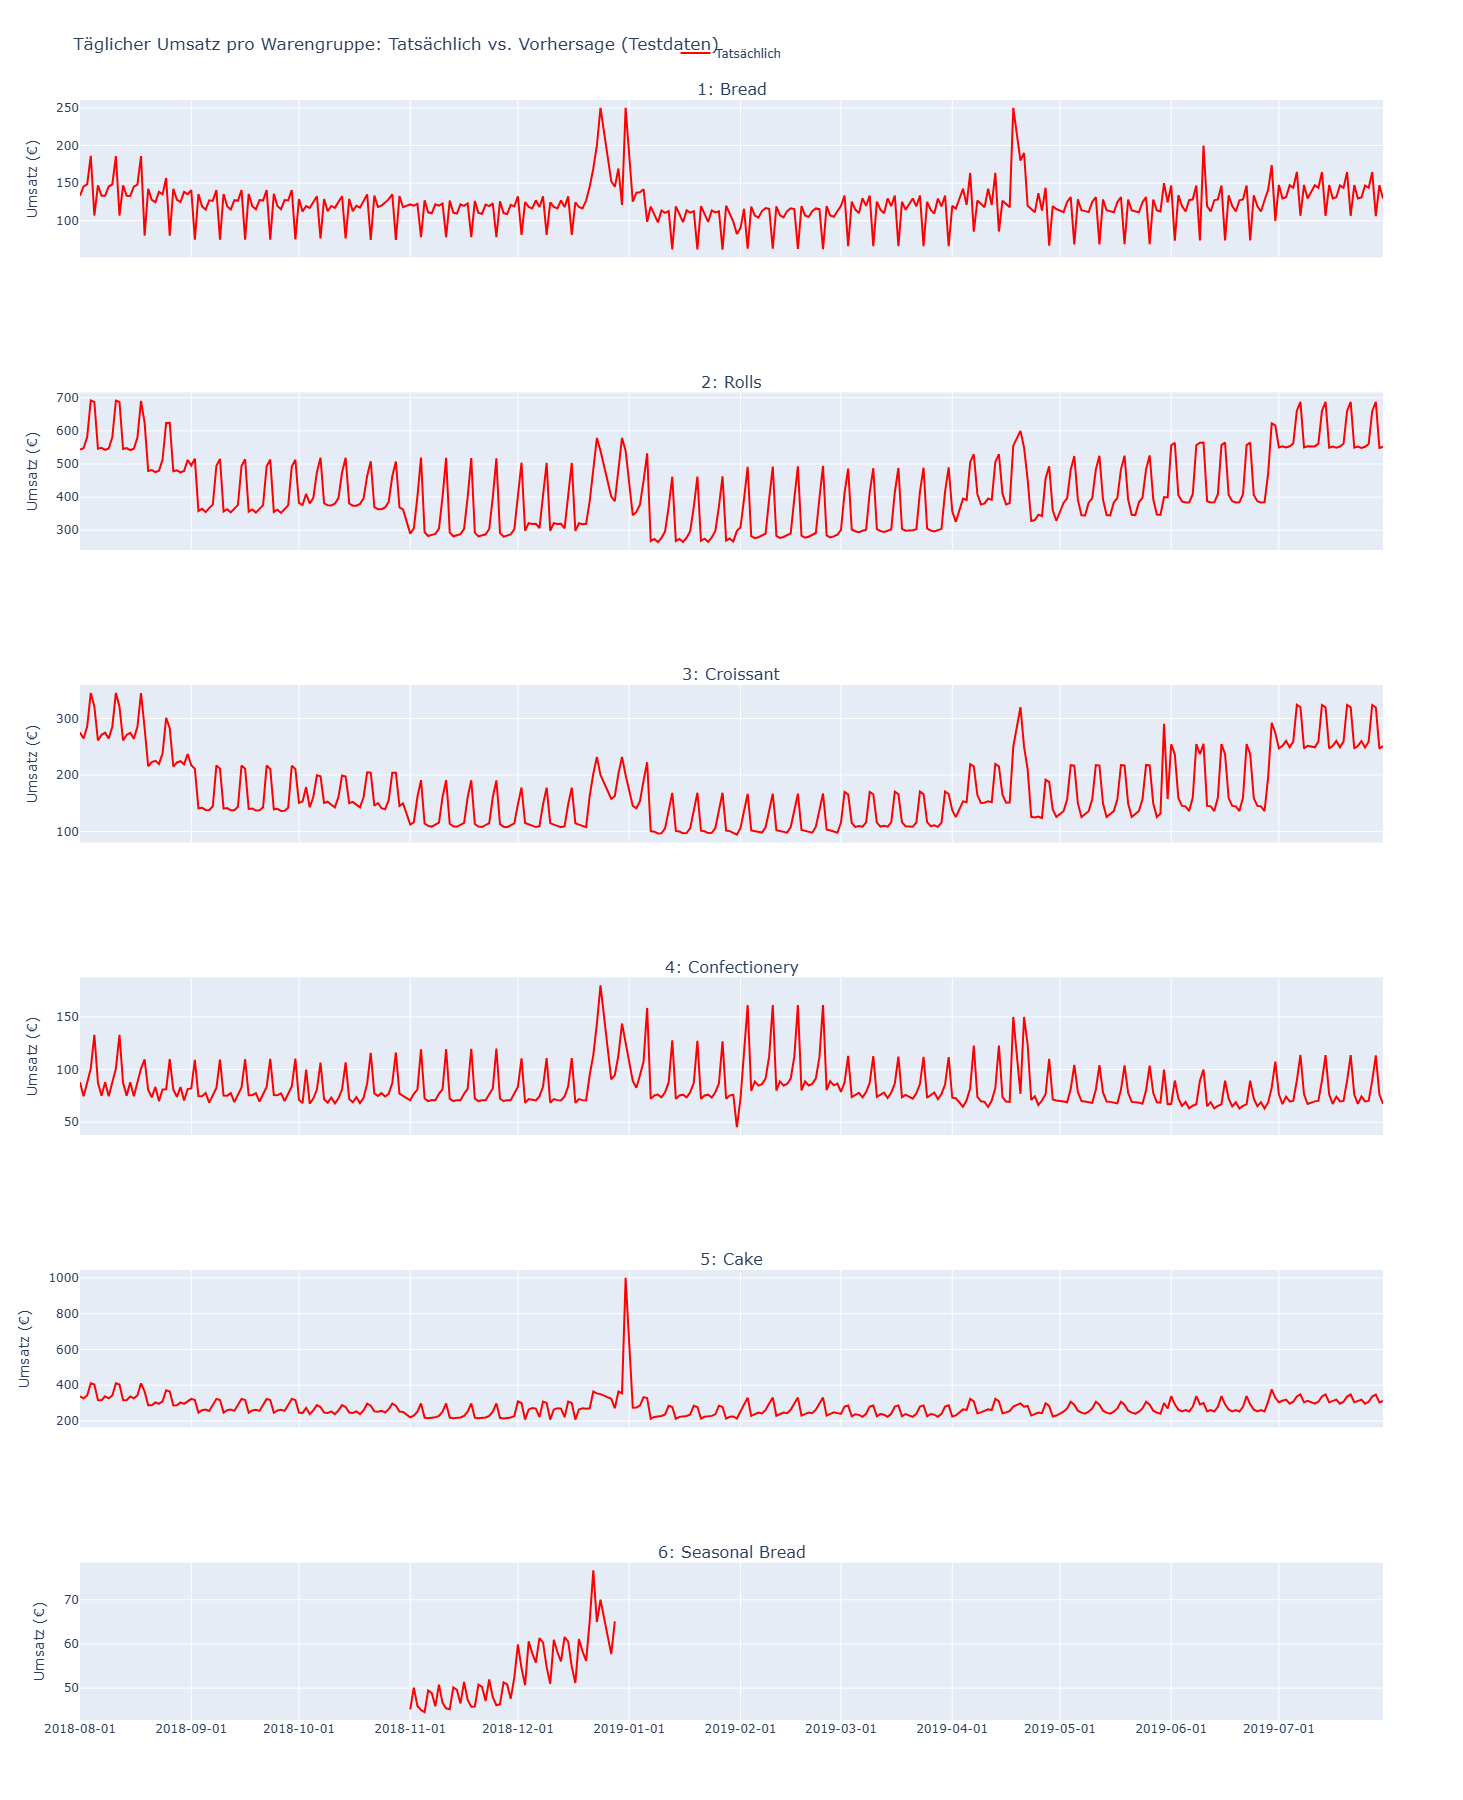 Täglicher Umsatz pro Warengruppe: Tatsächlich vs. Vorhersage (Testdaten)
Tatsächlich
1: Bread
Umsatz (€)
250
200
150
100
2: Rolls
Umsatz (€)
700
600
500
400
300
3: Croissant
Umsatz (€)
300
200
100
4: Confectionery
Umsatz (€)
150
100
50
5: Cake
Umsatz (€)
1000
800
600
400
200
6: Seasonal Bread
Umsatz (€)
70
60
50
2018-08-01 2018-09-01 2018-10-01 2018-11-01 2018-12-01 2019-01-01 2019-02-01 2019-03-01 2019-04-01 2019-05-01 2019-06-01 2019-07-01